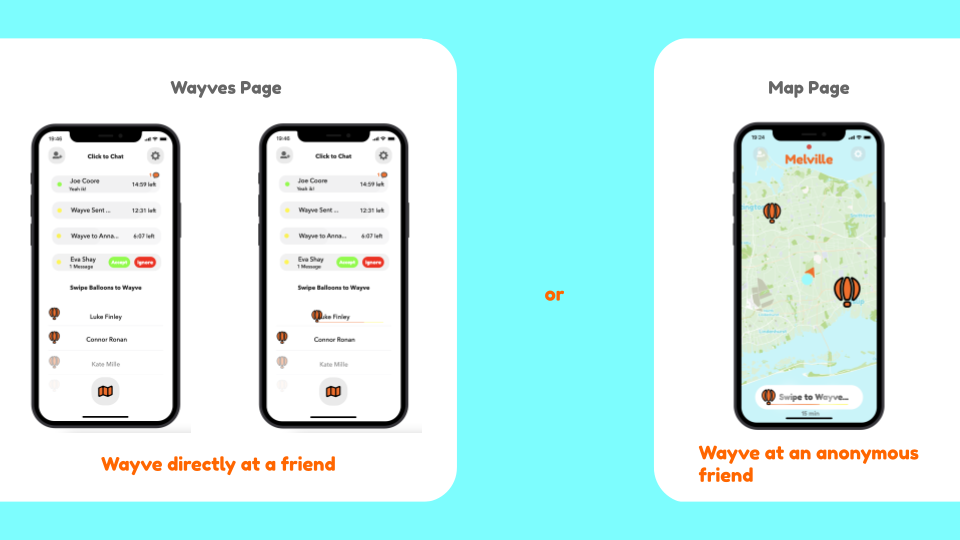 Wayves Page
19:46
Click to Chat
Joe Coore
Yeah it!
14:59 left
1
Wayve Sent ...
12:31 left
Wayve to Anna...
6:07 left
Eva Shay
1 Message
Accept
Ignore
Swipe Balloons to Wayve
Luke Finley
Connor Ronan
Kate Mille
19:46
Click to Chat
Joe Coore
Yeah it!
14:59 left
1
Wayve Sent ...
12:31 left
Wayve to Anna...
6:07 left
Eva Shay
1 Message
Accept
Ignore
Swipe Balloons to Wayve
Luke Finley
Connor Ronan
Kate Mille
Wayve directly at a friend
or
Map Page
19:24
Melville
Swipe to Wayve...
15 min
Wayve at an anonymous
friend